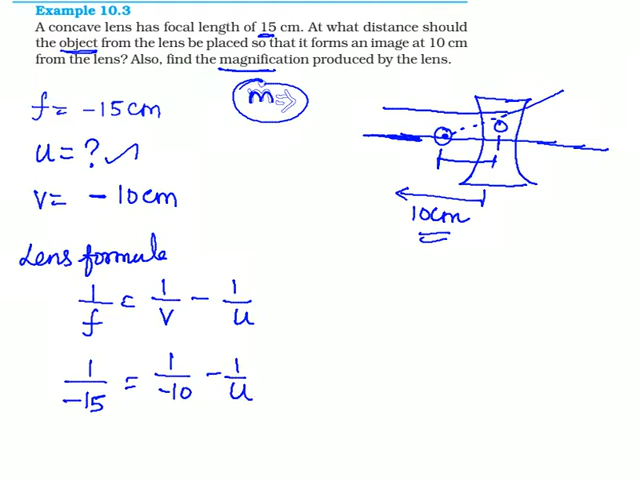 Example 10.3
A concave lens has focal length of 15 cm. At what distance should
the object from the lens be placed so that it forms an image at 10 cm
from the lens? Also, find the magnification produced by the lens.
m ⇒
f = -15cm
u = ?
v = - 10cm
10cm
Lens formula
1/f = 1/v - 1/u
1/-15 = 1/-10 - 1/u